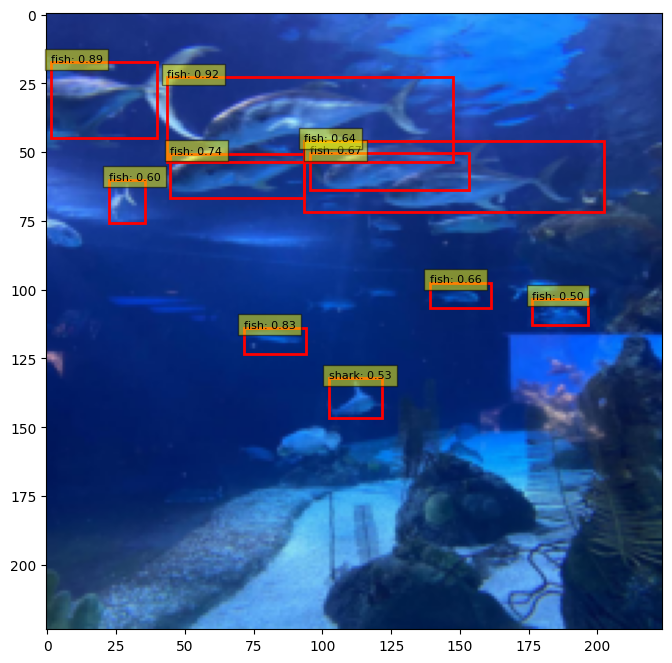 0
25
50
75
100
125
150
175
200
fish: 0.89
fish: 0.92
fish: 0.64
fish: 0.67
fish: 0.74
fish: 0.60
fish: 0.66
fish: 0.50
fish: 0.83
shark: 0.53
0 25 50 75 100 125 150 175 200